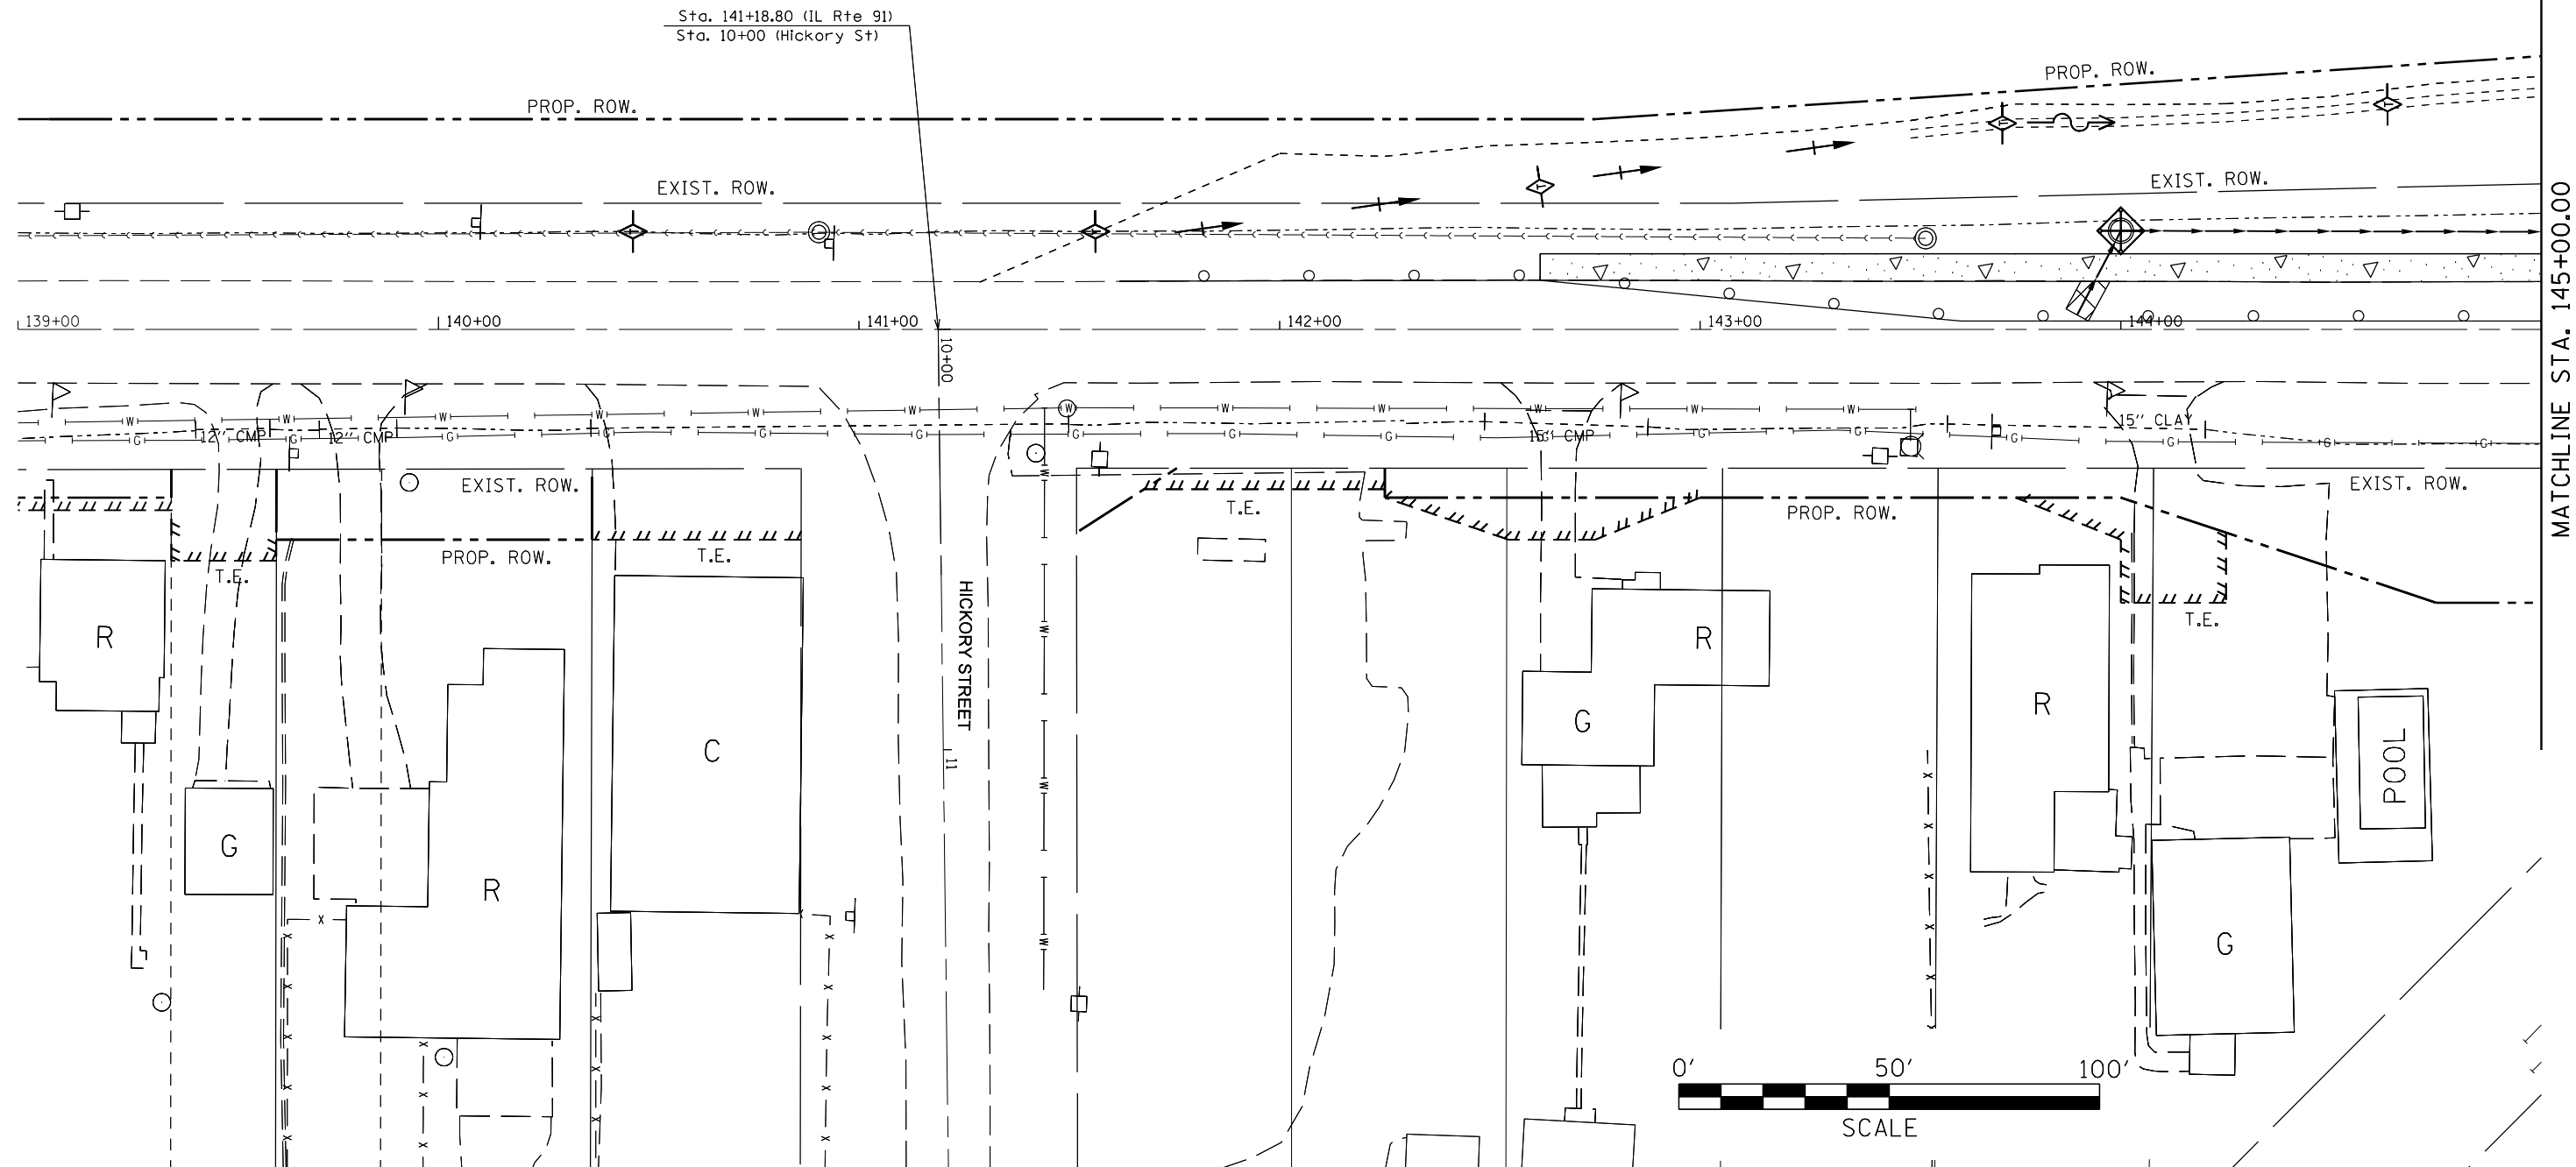 Sta. 141+18.80 (IL Rte 91)
Sta. 10+00 (Hickory St)
PROP. ROW.
PROP. ROW.
EXIST. ROW.
EXIST. ROW.
139+00
140+00
141+00
142+00
143+00
144+00
MATCHLINE STA. 145+00.00
10+00
W W W W W W W W W W W W
12" CMP
12" CMP
15" CMP
15" CLAY
G G G G G G G G G G G G G G G G
EXIST. ROW.
EXIST. ROW.
PROP. ROW.
PROP. ROW.
T.E.
T.E.
T.E.
T.E.
HICKORY STREET
11
W
W
W
W
R
R
G
C
R
POOL
G
R
G
0' 50' 100'
SCALE